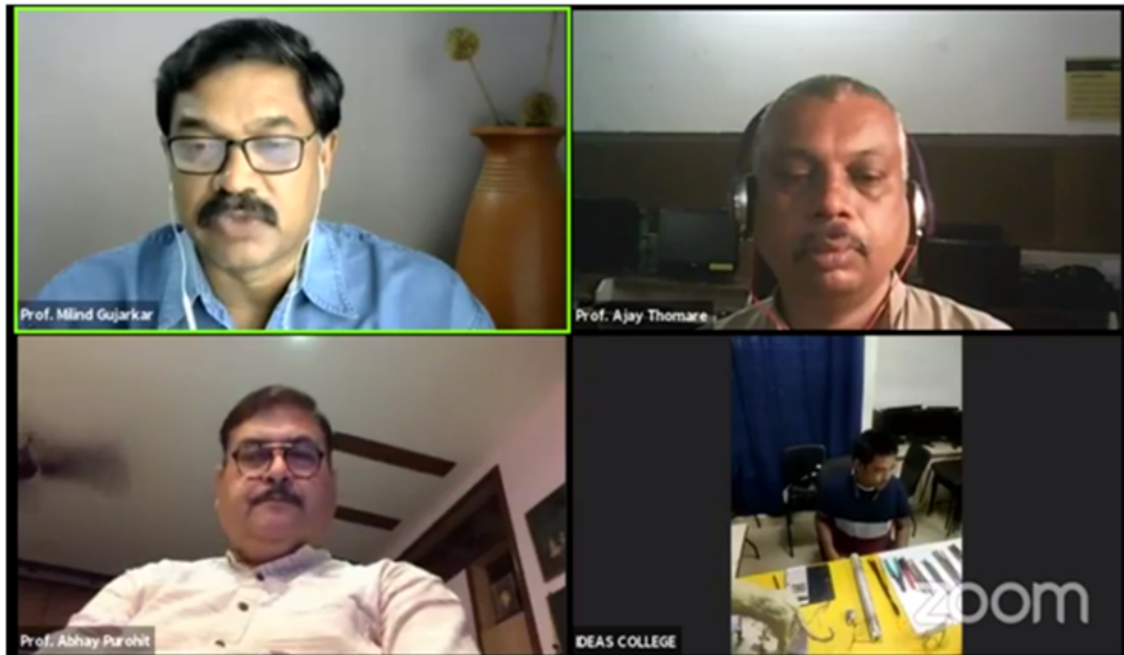 Prof. Milind Gujarkar
Prof. Ajay Thomare
Prof. Abhay Purohit
IDEAS COLLEGE
zoom